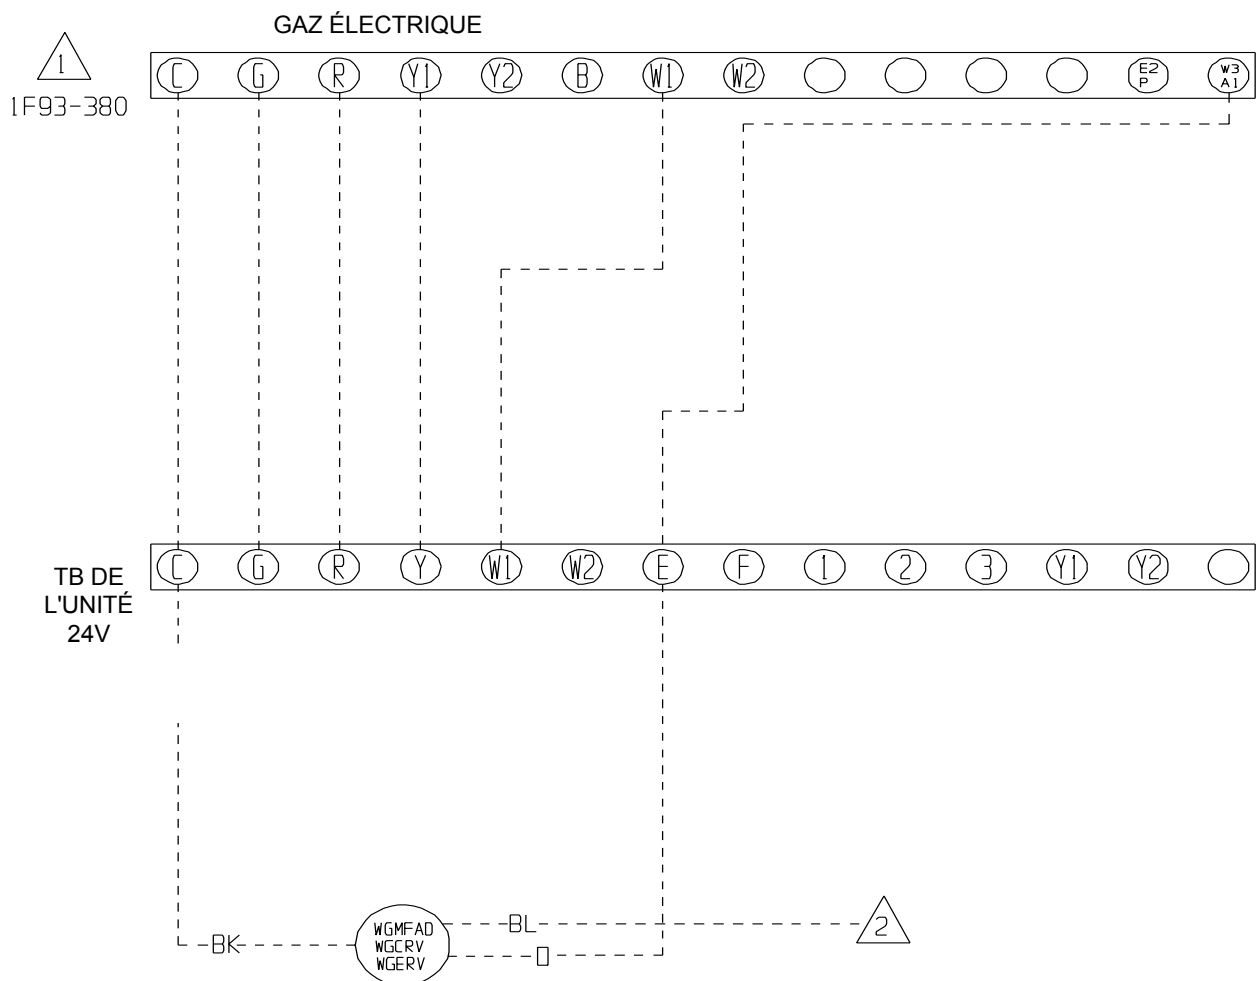 GAZ ÉLECTRIQUE
1
1F93-380
C G R Y1 Y2 B W1 W2 E2 P W3 A1
TB DE
L'UNITÉ
24V
C G R Y W1 W2 E F 1 2 3 Y1 Y2
BK
WGMFAD
WGCRV
WGERV
BL
O
2